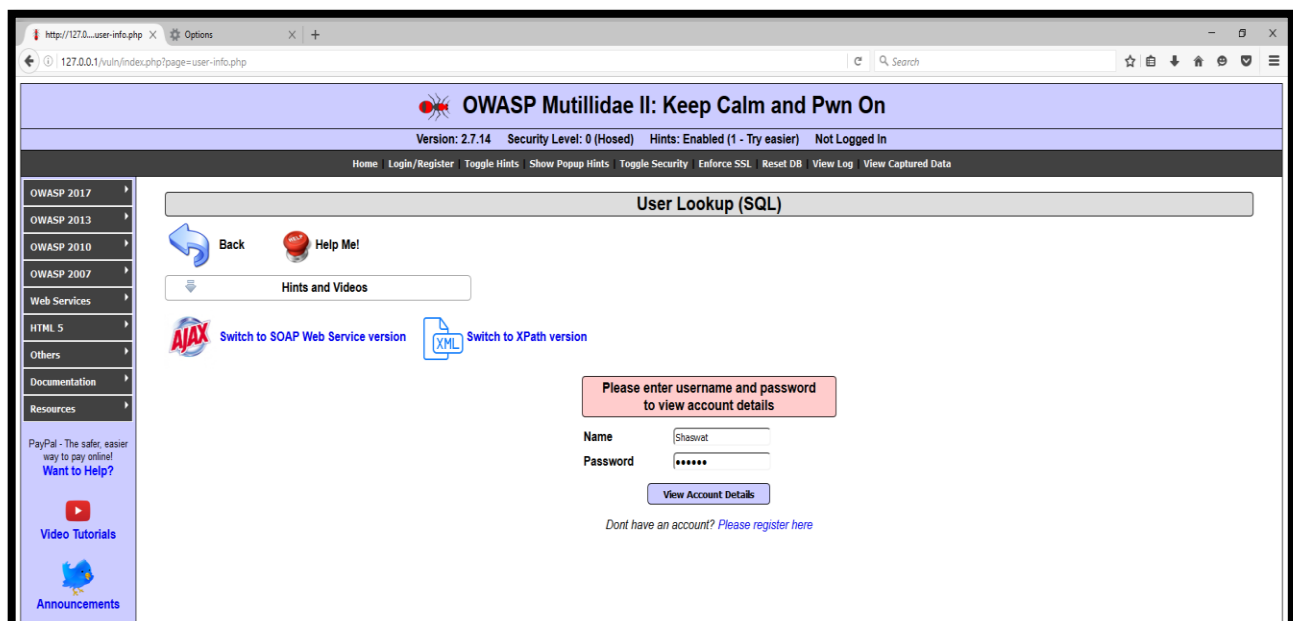 http://127.0....user-info.php
Options
127.0.0.1/vuln/index.php?page=user-info.php
Search
OWASP Mutillidae II: Keep Calm and Pwn On
Version: 2.7.14 Security Level: 0 (Hosed) Hints: Enabled (1 - Try easier) Not Logged In
Home | Login/Register | Toggle Hints | Show Popup Hints | Toggle Security | Enforce SSL | Reset DB | View Log | View Captured Data
OWASP 2017
OWASP 2013
OWASP 2010
OWASP 2007
Web Services
HTML 5
Others
Documentation
Resources
PayPal - The safer, easier
way to pay online!
Want to Help?
Video Tutorials
Announcements
User Lookup (SQL)
Back
HELP
Help Me!
Hints and Videos
AJAX
Switch to SOAP Web Service version
XML
Switch to XPath version
Please enter username and password
to view account details
Name
Shaswat
Password
••••••
View Account Details
Dont have an account? Please register here